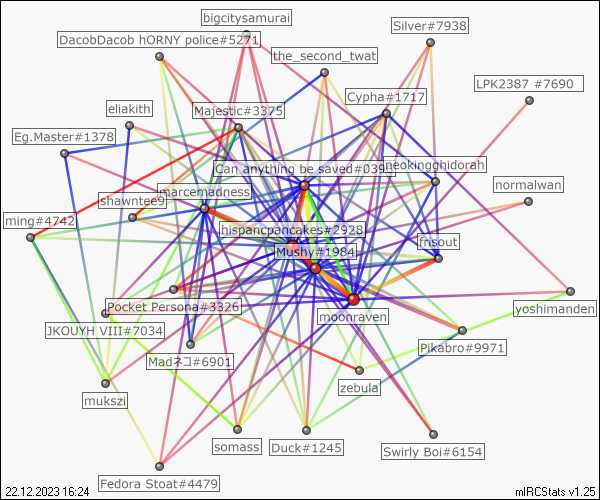 bigcitysamurai
Silver#7938
DacobDacob hORNY police#5271
the_second_twat
LPK2387 #7690
Cypha#1717
eliakith
Majestic#3375
Eg.Master#1378
Can anything be saved#039
neokingghidorah
marcemadness
normalwan
shawntee9
ming#4742
hispancpancakes#2928
frisout
Mushy#1984
Pocket Persona#3326
yoshimanden
moonraven
JKOUYH VIII#7034
Pikabro#9971
Madネコ#6901
zebula
mukszi
somass
Duck#1245
Swirly Boi#6154
Fedora Stoat#4479
22.12.2023 16:24
mIRCStats v1.25